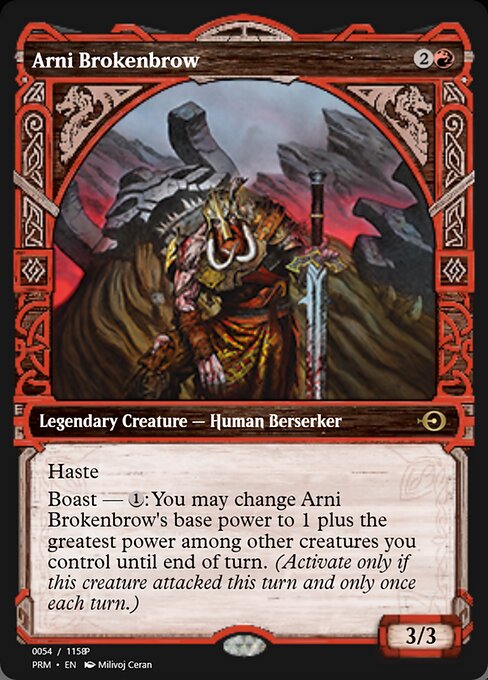 Arni Brokenbrow 2
Legendary Creature — Human Berserker
Haste
Boast — 1:You may change Arni
Brokenbrow's base power to 1 plus the
greatest power among other creatures you
control until end of turn. (Activate only if
this creature attacked this turn and only once
each turn.)
3/3
0054 / 1158P
PRM • EN Milivoj Ceran